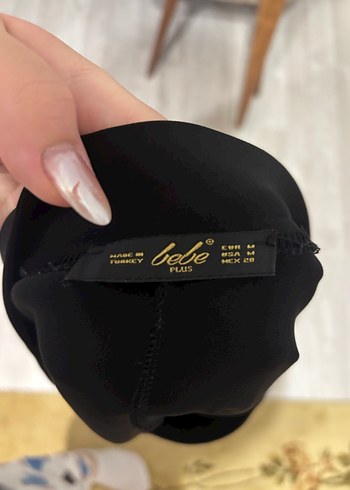 MADE IN
TURKEY
bebe®
PLUS
EUR M
USA M
MEX 28